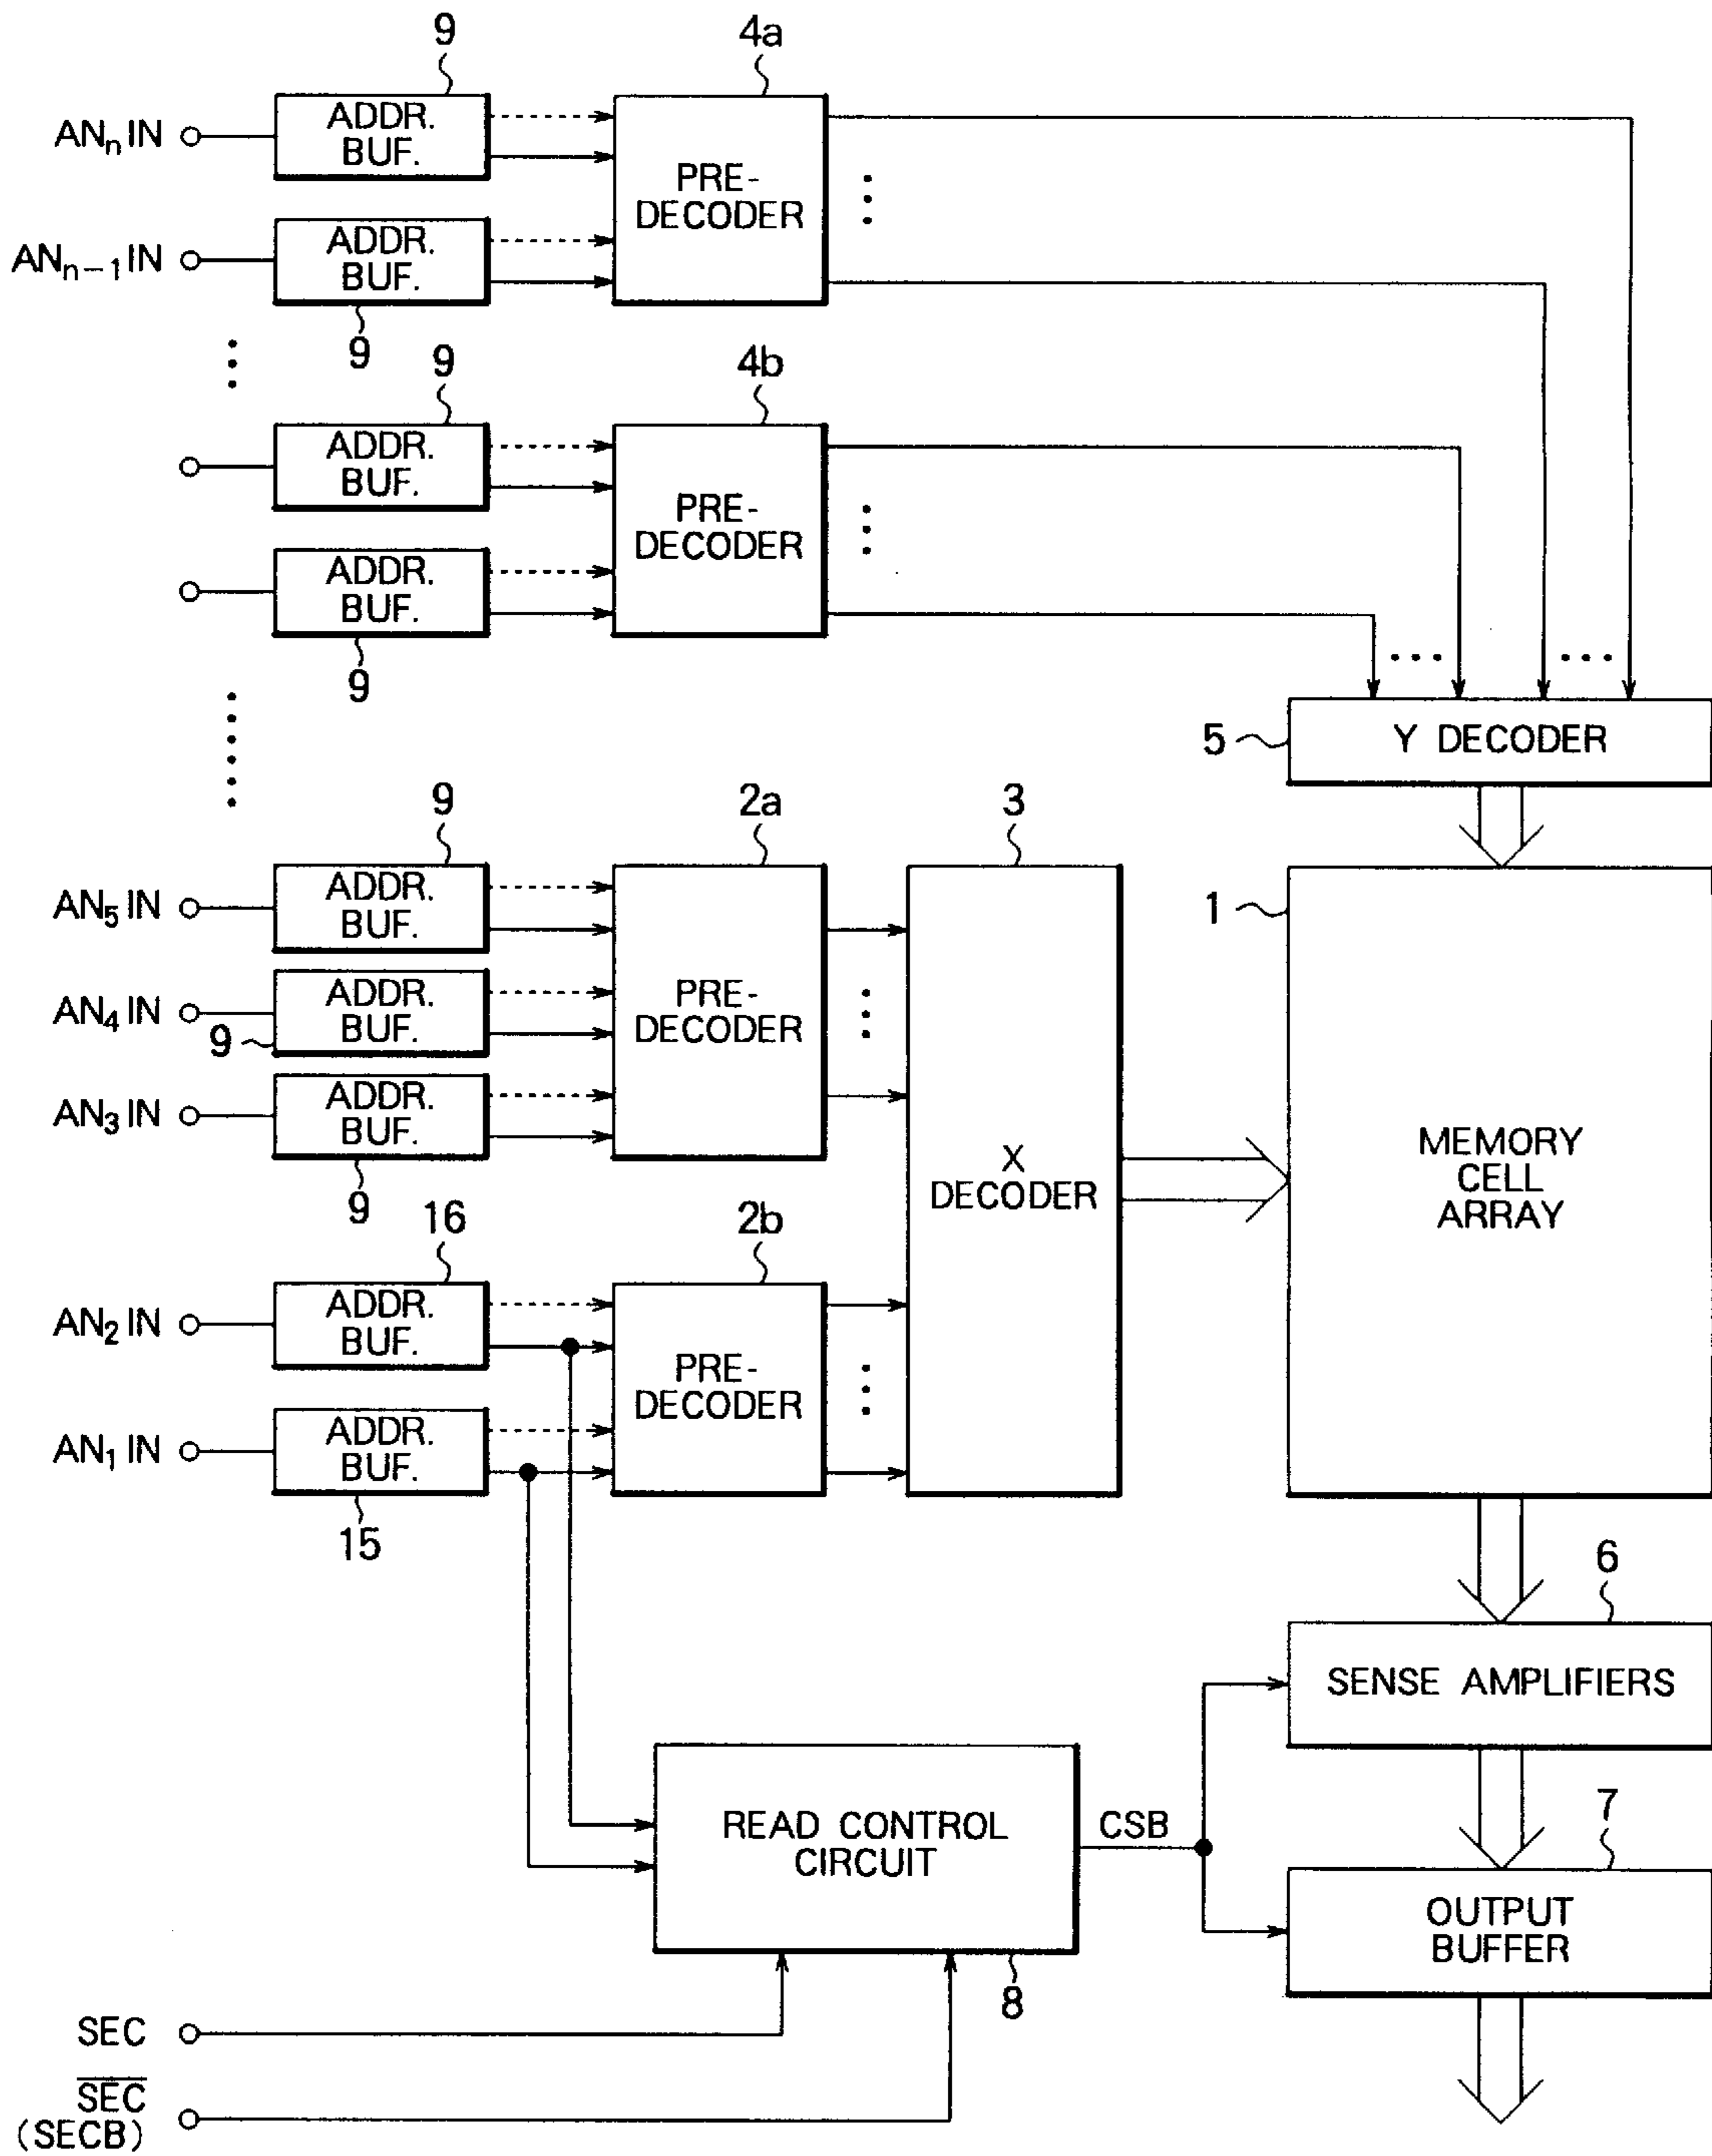 9
4a
ANn IN
ADDR.
BUF.
PRE-
DECODER
ANn−1 IN
ADDR.
BUF.
9
9
4b
ADDR.
BUF.
PRE-
DECODER
ADDR.
BUF.
9
5
Y DECODER
9
2a
3
AN5 IN
ADDR.
BUF.
1
AN4 IN
ADDR.
BUF.
9
PRE-
DECODER
AN3 IN
ADDR.
BUF.
9
X
DECODER
MEMORY
CELL
ARRAY
16
2b
AN2 IN
ADDR.
BUF.
PRE-
DECODER
AN1 IN
ADDR.
BUF.
15
6
SENSE AMPLIFIERS
READ CONTROL
CIRCUIT
CSB
7
OUTPUT
BUFFER
8
SEC
S̅E̅C̅
(SECB)